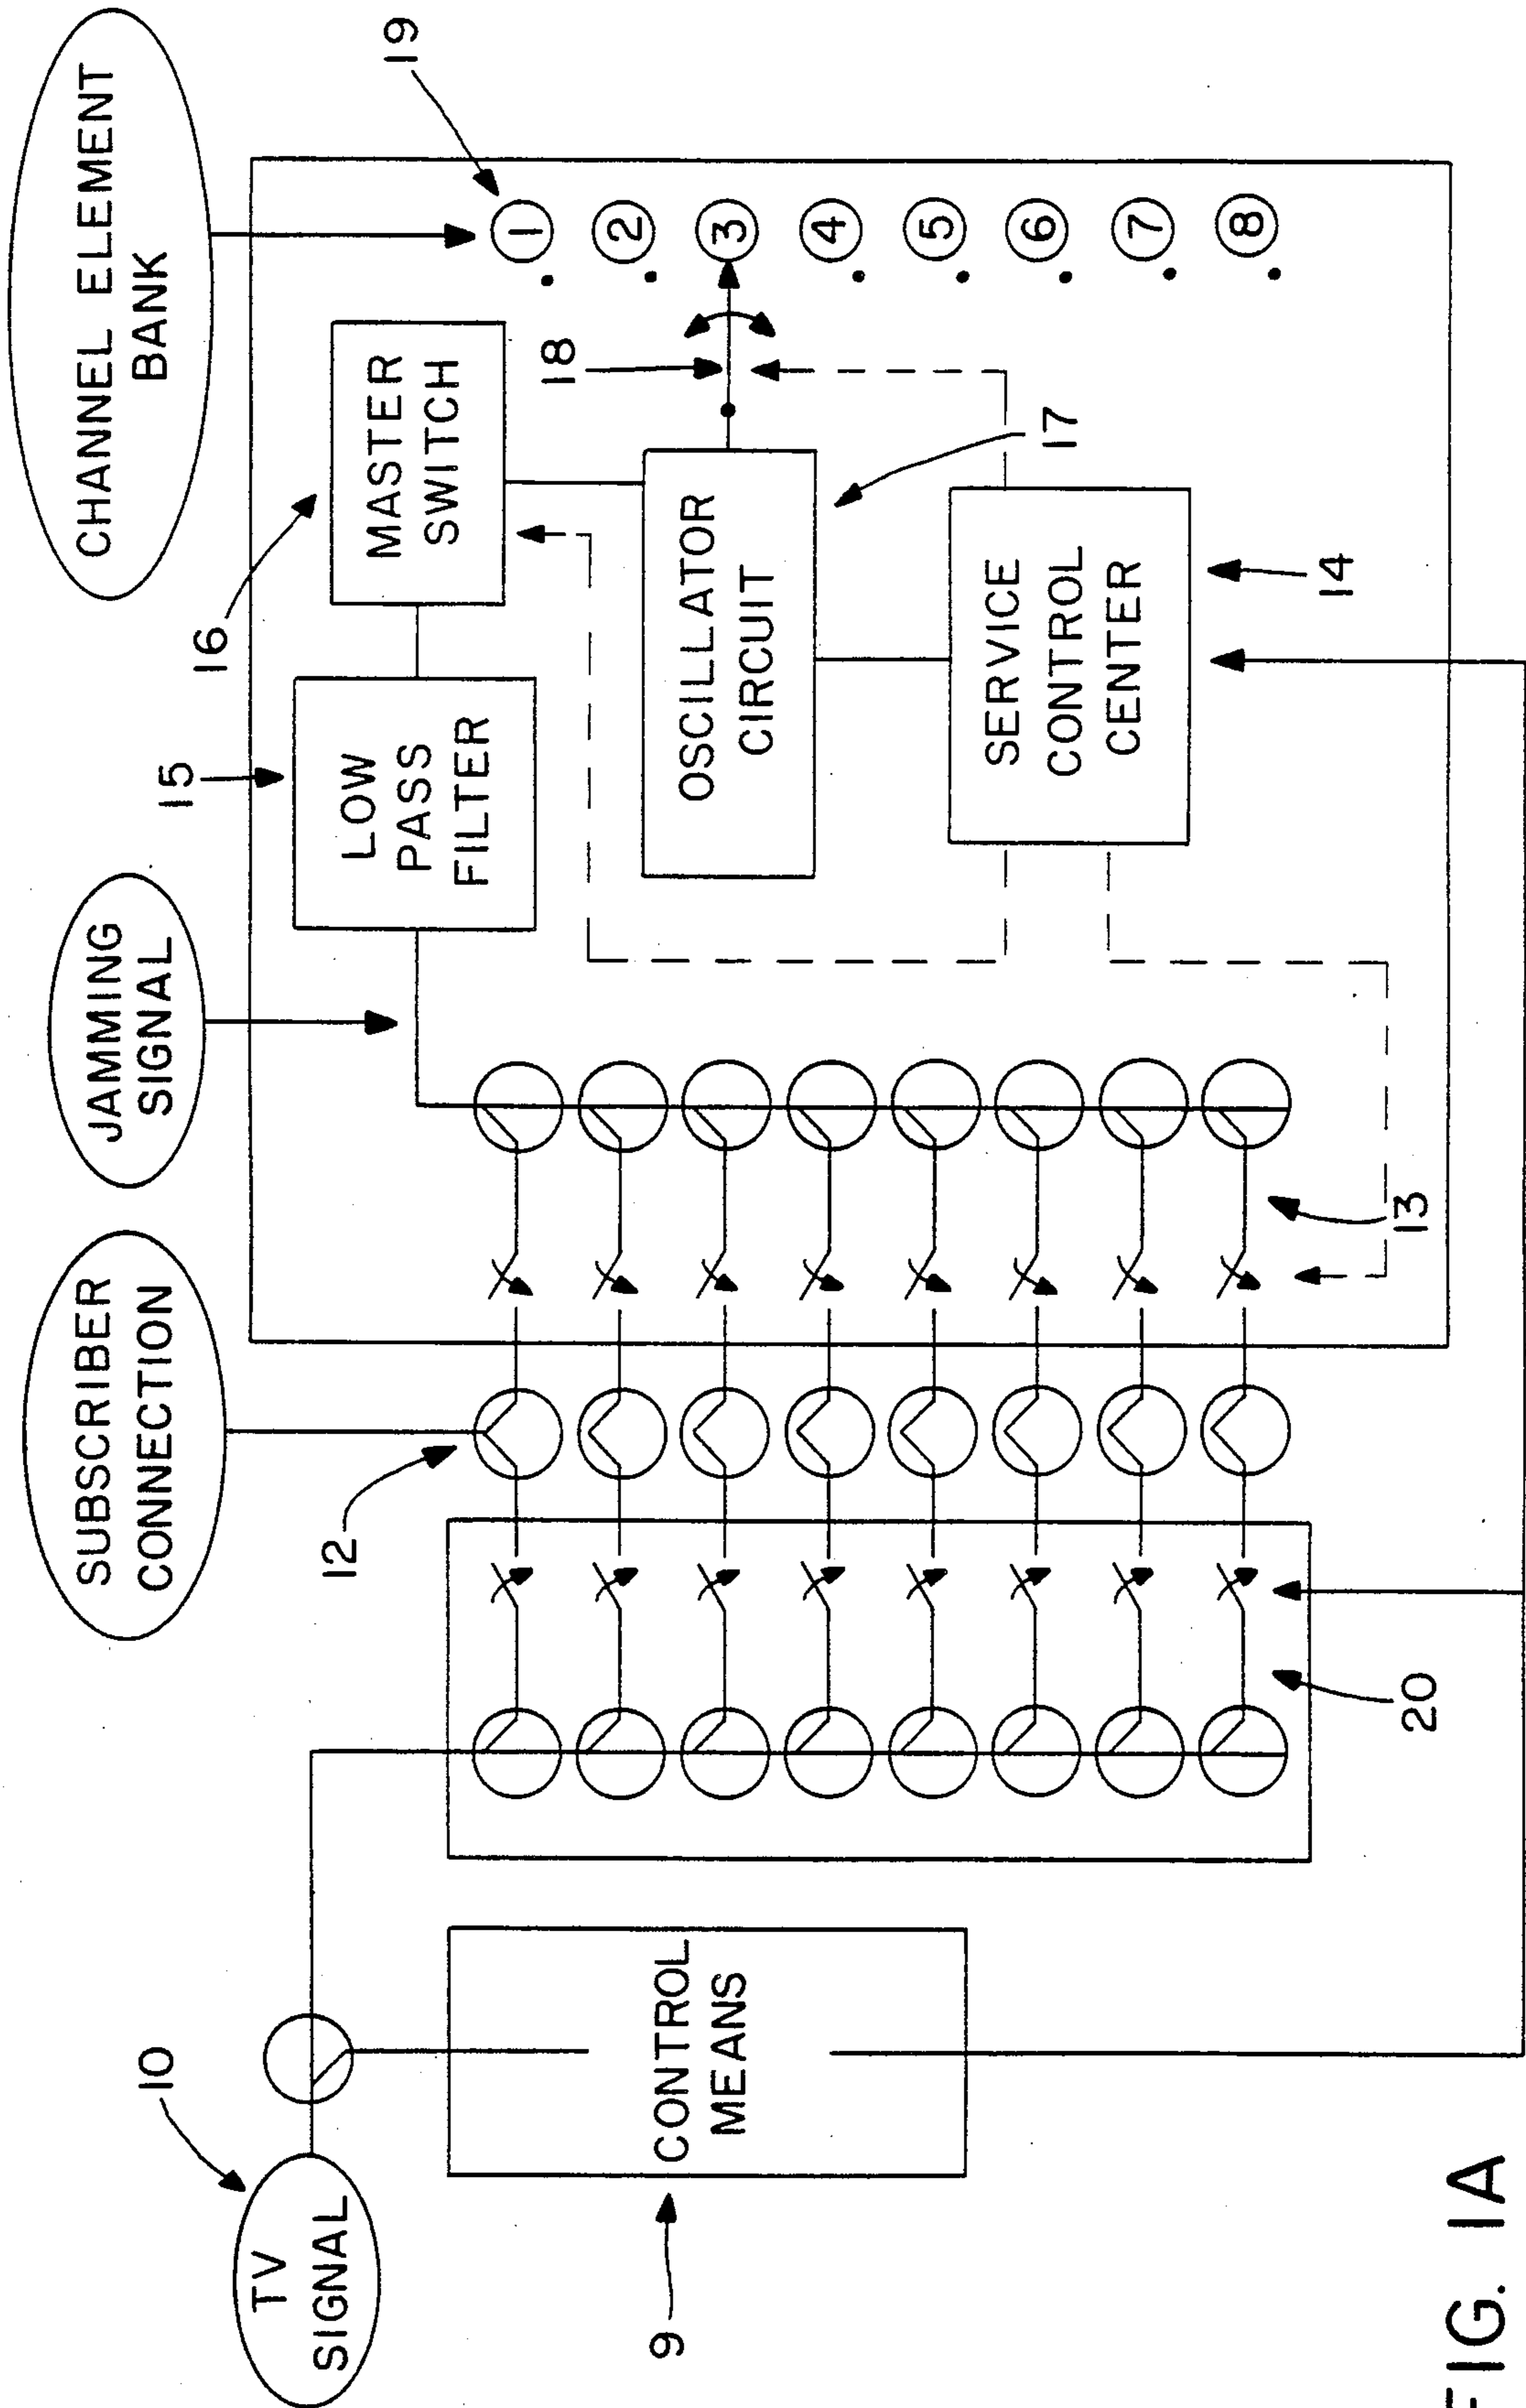 CHANNEL ELEMENT
BANK
19
JAMMING
SIGNAL
SUBSCRIBER
CONNECTION
15
16
18
12
10
TV
SIGNAL
LOW
PASS
FILTER
MASTER
SWITCH
OSCILLATOR
CIRCUIT
17
SERVICE
CONTROL
CENTER
14
13
20
CONTROL
MEANS
9
1
2
3
4
5
6
7
8
FIG. 1A